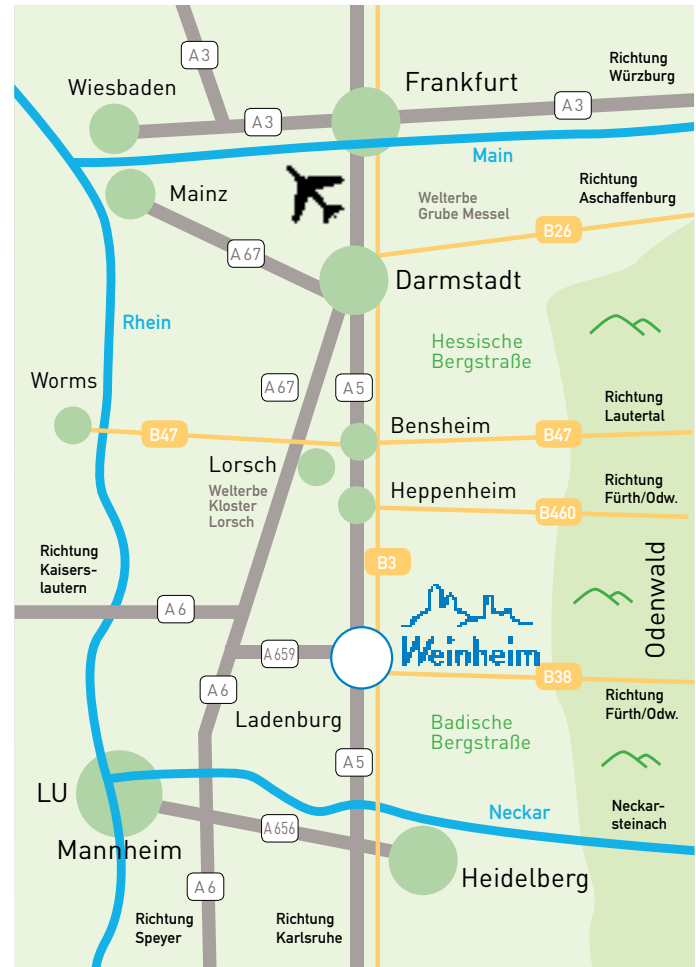 A3
Richtung
Würzburg
Wiesbaden
Frankfurt
A3
A3
Main
Mainz
Welterbe
Grube Messel
Richtung
Aschaffenburg
B26
A67
Darmstadt
Rhein
Hessische
Bergstraße
Worms
A67
A5
Richtung
Lautertal
Bensheim
B47
B47
Lorsch
Welterbe
Kloster
Lorsch
Heppenheim
Richtung
Fürth/Odw.
B460
Richtung
Kaisers-
lautern
B3
Odenwald
A6
Weinheim
A659
B38
A6
Richtung
Fürth/Odw.
Ladenburg
Badische
Bergstraße
A5
LU
Neckar
Neckar-
steinach
Mannheim
A656
Heidelberg
A6
Richtung
Speyer
Richtung
Karlsruhe